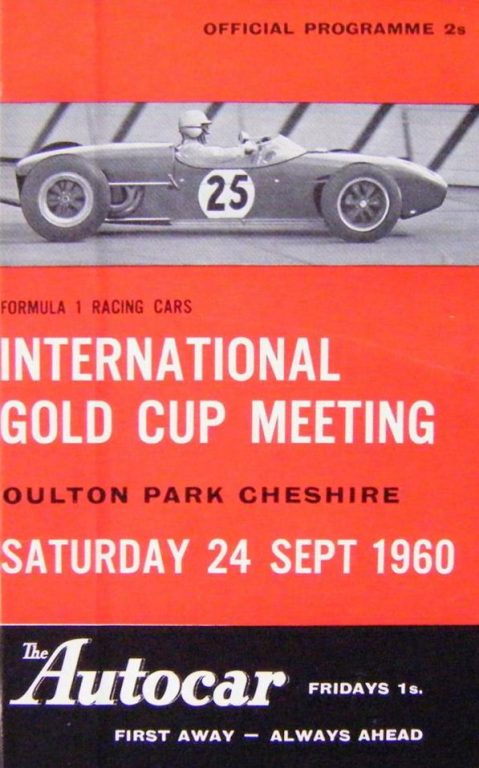 OFFICIAL PROGRAMME 2s
25
FORMULA 1 RACING CARS
INTERNATIONAL
GOLD CUP MEETING
OULTON PARK CHESHIRE
SATURDAY 24 SEPT 1960
The Autocar FRIDAYS 1s.
FIRST AWAY — ALWAYS AHEAD